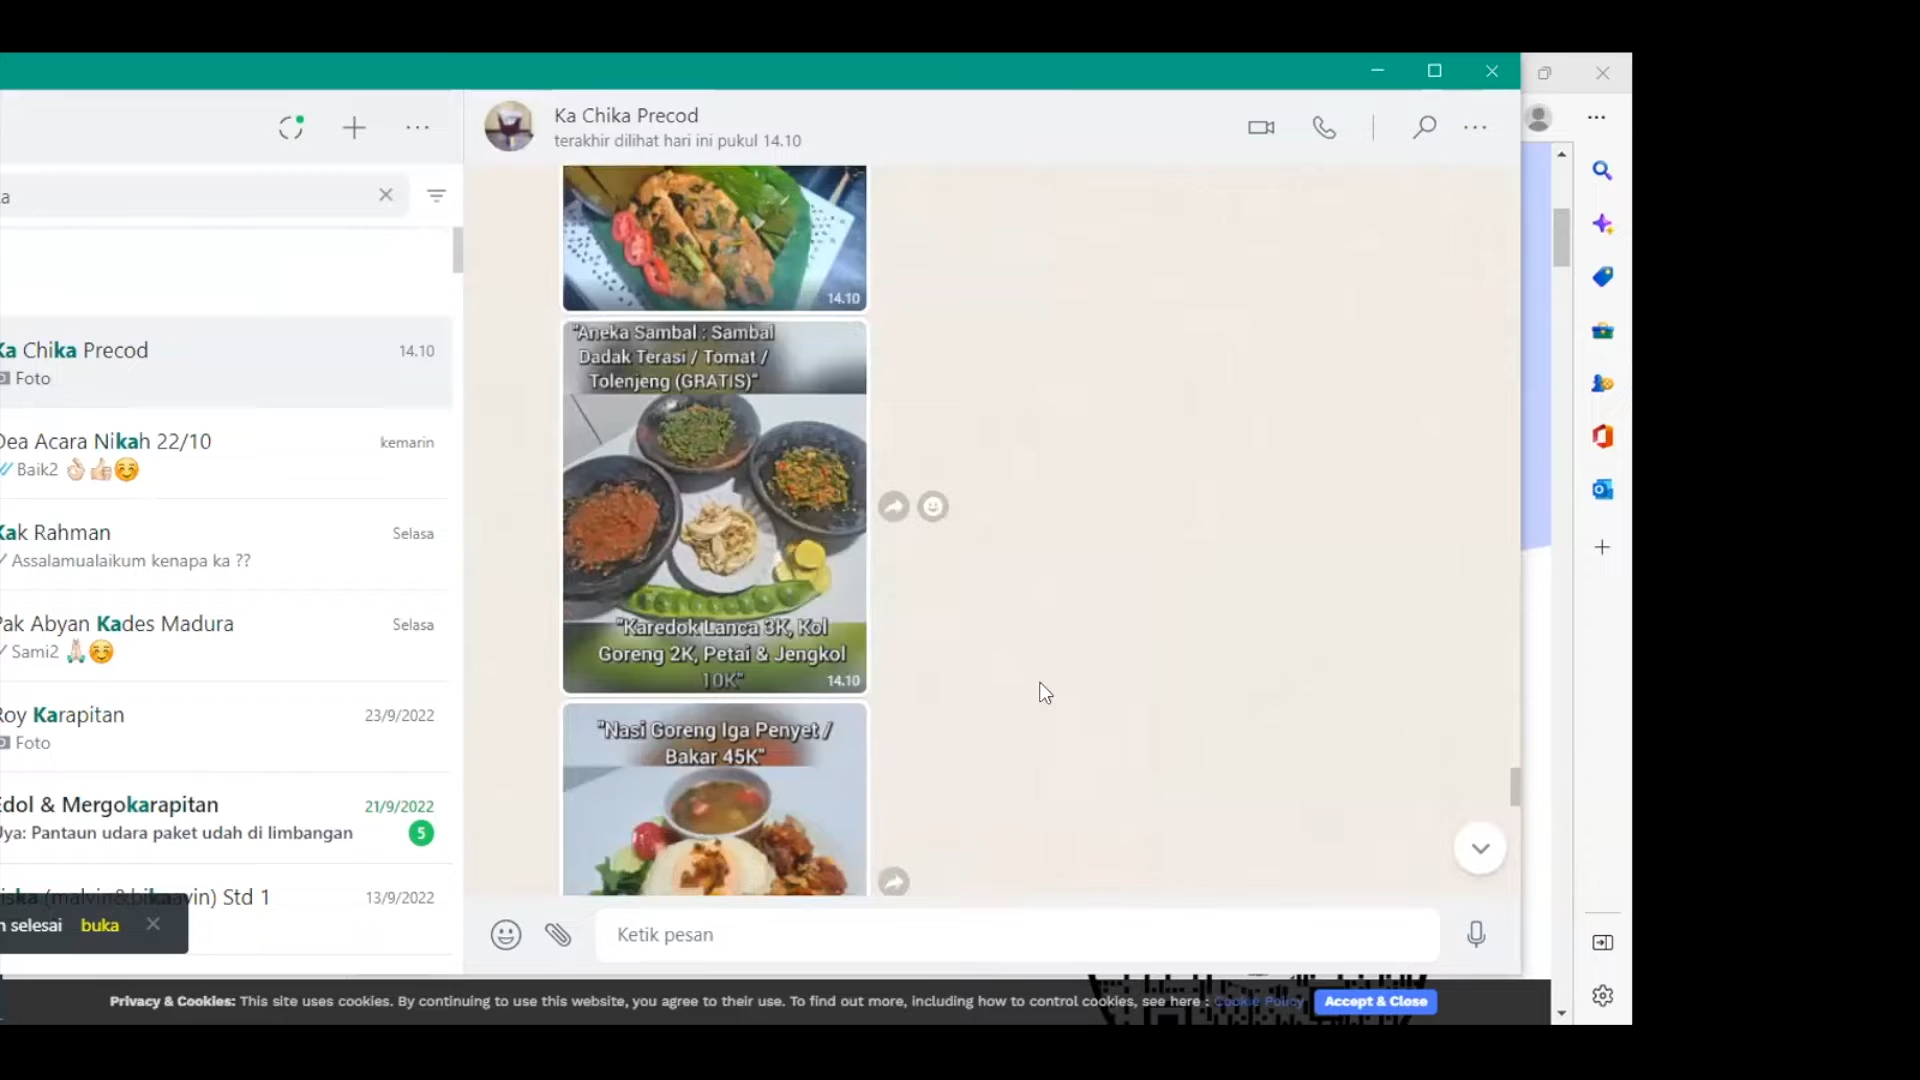 Ka Chika Precod
terakhir dilihat hari ini pukul 14.10
a
Ka Chika Precod
14.10
Foto
Dea Acara Nikah 22/10
kemarin
Baik2 👌🏻👍🏻☺️
Kak Rahman
Selasa
Assalamualaikum kenapa ka ??
Pak Abyan Kades Madura
Selasa
Sami2 🙏🏻☺️
Roy Karapitan
23/9/2022
Foto
Edol & Mergokarapitan
21/9/2022
Uya: Pantaun udara paket udah di limbangan
5
(malvin&bikaavin) Std 1
13/9/2022
selesai
buka
14.10
"Aneka Sambal : Sambal
Dadak Terasi / Tomat /
Tolenjeng (GRATIS)"
"Karedok Lanca 3K, Kol
Goreng 2K, Petai & Jengkol
10K"
14.10
"Nasi Goreng Iga Penyet /
Bakar 45K"
Ketik pesan
Privacy & Cookies: This site uses cookies. By continuing to use this website, you agree to their use. To find out more, including how to control cookies, see here : Cookie Policy
Accept & Close